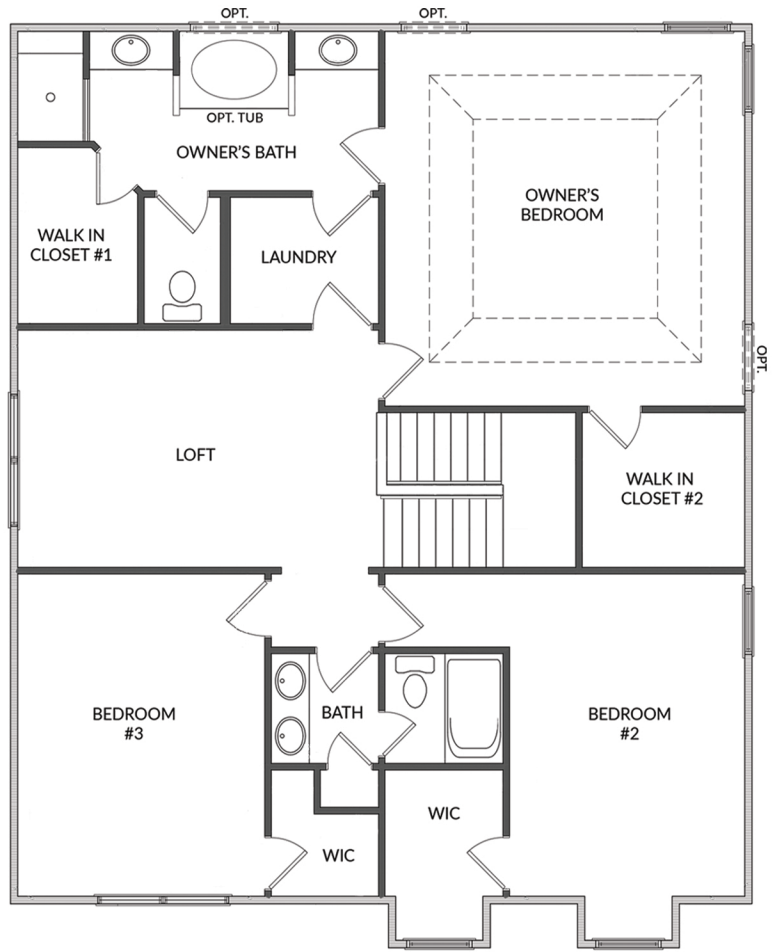 OPT.
OPT.
OPT. TUB
OWNER'S BATH
OWNER'S
BEDROOM
WALK IN
CLOSET #1
LAUNDRY
OPT.
LOFT
WALK IN
CLOSET #2
BEDROOM
#3
BATH
BEDROOM
#2
WIC
WIC